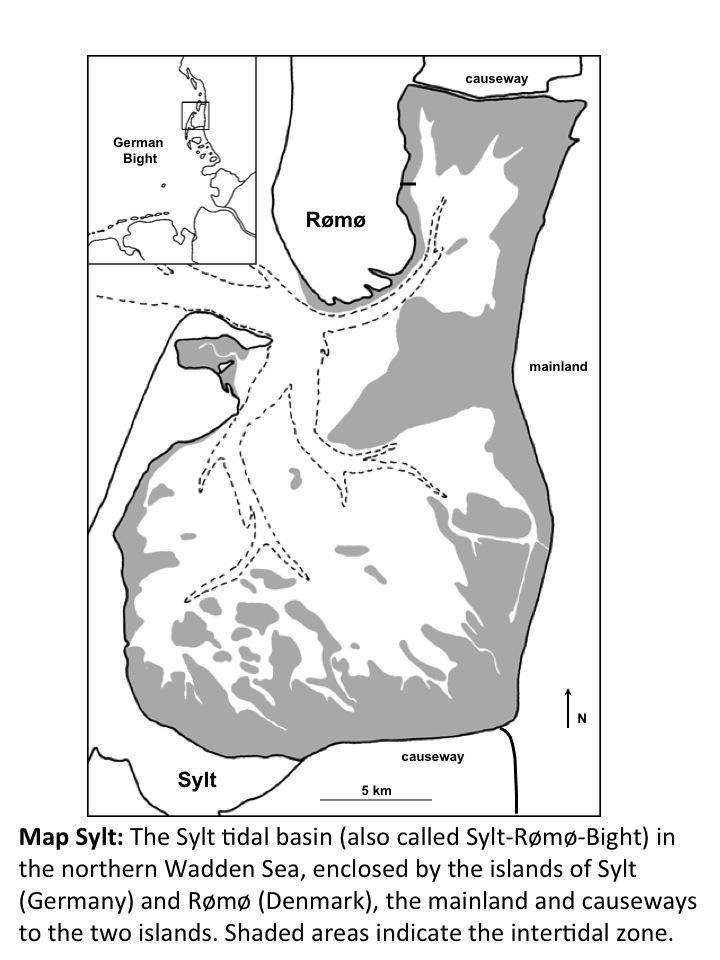 causeway
German
Bight
Rømø
mainland
N
causeway
Sylt
5 km
Map Sylt: The Sylt tidal basin (also called Sylt-Rømø-Bight) in
the northern Wadden Sea, enclosed by the islands of Sylt
(Germany) and Rømø (Denmark), the mainland and causeways
to the two islands. Shaded areas indicate the intertidal zone.